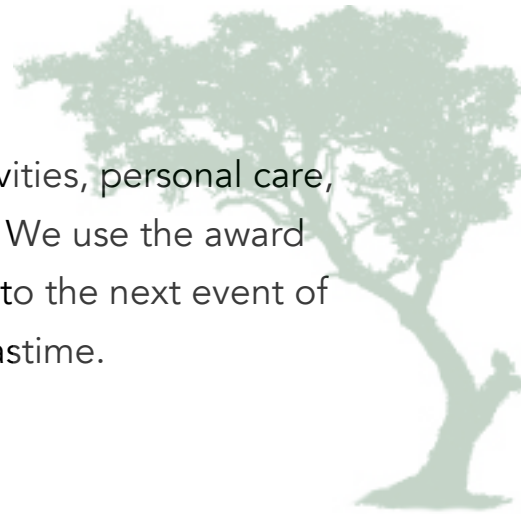 vities, personal care,
We use the award
to the next event of
astime.